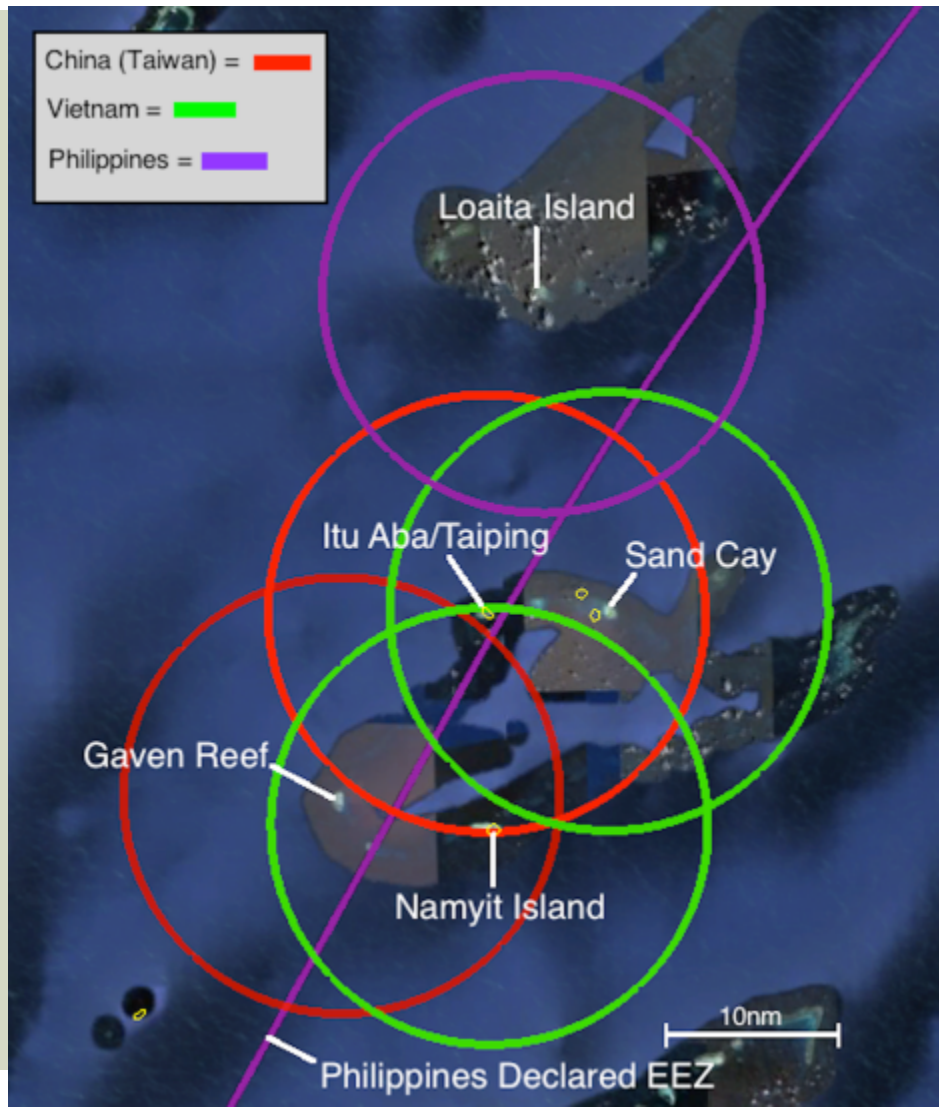 China (Taiwan) =
Vietnam =
Philippines =
Loaita Island
Itu Aba/Taiping
Sand Cay
Gaven Reef
Namyit Island
10nm
Philippines Declared EEZ